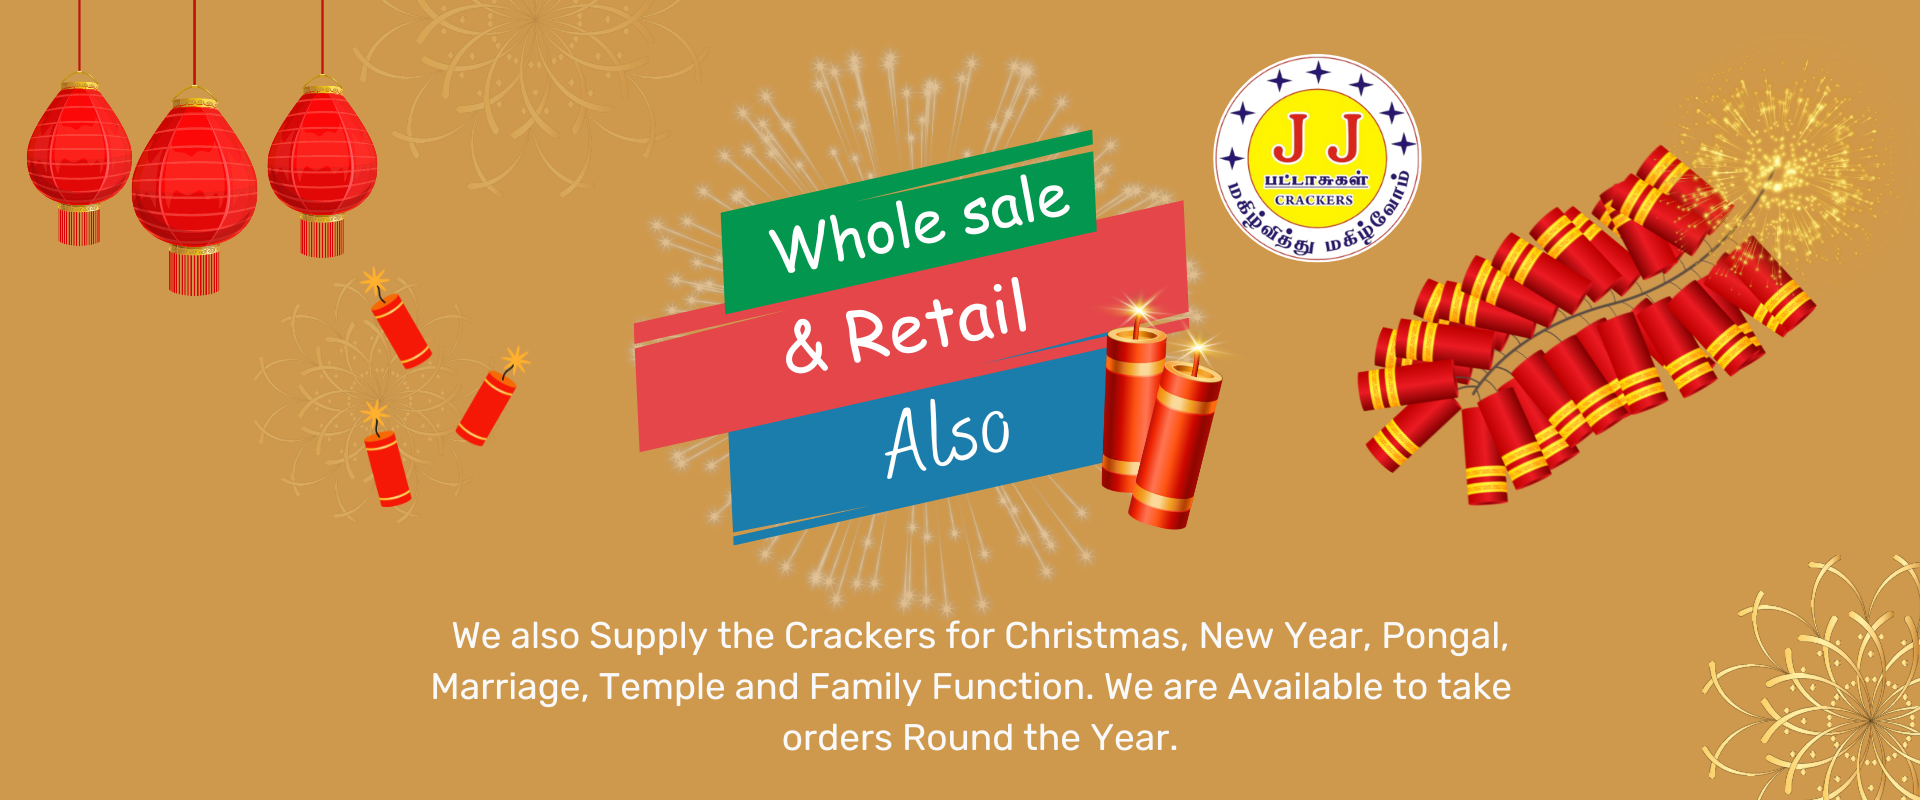 Whole sale
& Retail
Also
J J
பட்டாசுகள்
CRACKERS
மகிழ்வித்து மகிழ்வோம்
We also Supply the Crackers for Christmas, New Year, Pongal,
Marriage, Temple and Family Function. We are Available to take
orders Round the Year.